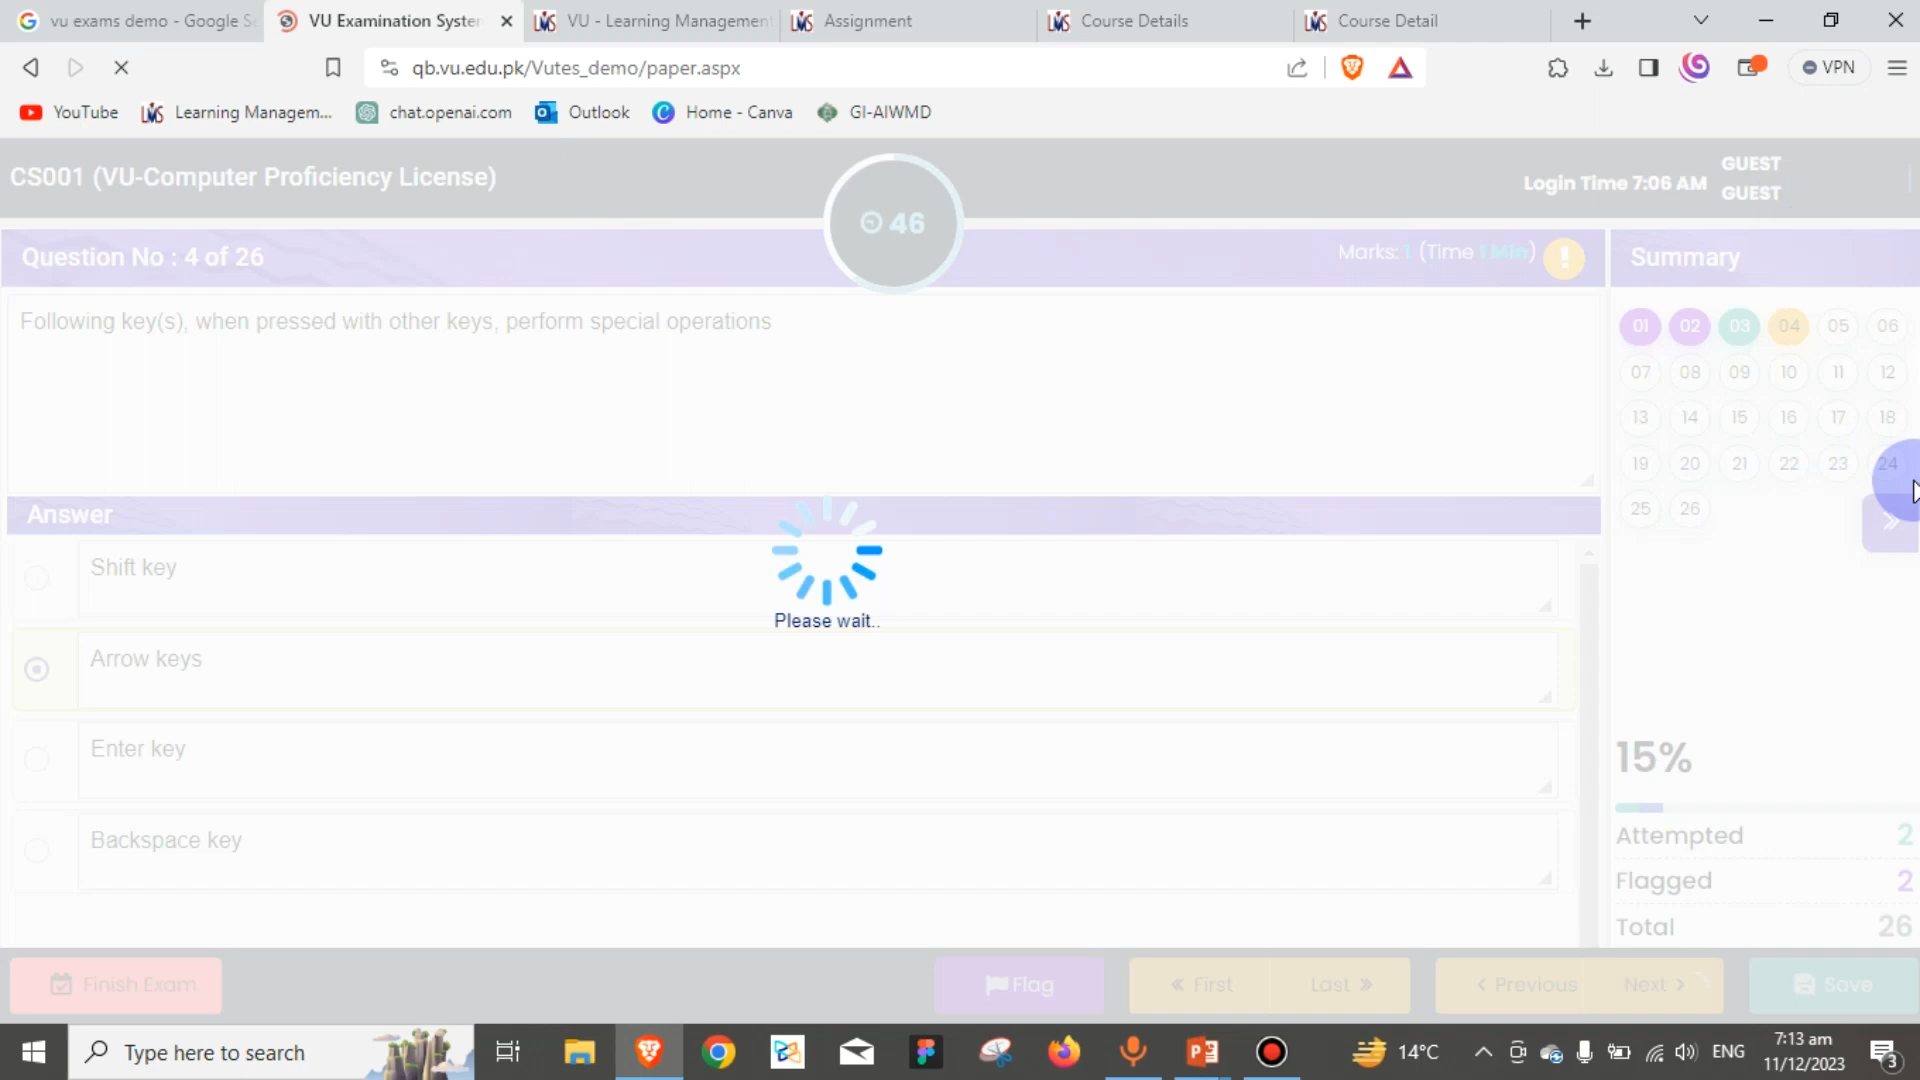 vu exams demo - Google Se
VU Examination System
VU - Learning Management
Assignment
Course Details
Course Detail
qb.vu.edu.pk/Vutes_demo/paper.aspx
VPN
YouTube
Learning Managem...
chat.openai.com
Outlook
Home - Canva
GI-AIWMD
CS001 (VU-Computer Proficiency License)
46
Login Time 7:06 AM
GUEST
GUEST
Question No : 4 of 26
Marks: 1 (Time 1 Min)
Summary
Following key(s), when pressed with other keys, perform special operations
01 02 03 04 05 06
07 08 09 10 11 12
13 14 15 16 17 18
19 20 21 22 23 24
25 26
Answer
Shift key
Please wait..
Arrow keys
Enter key
Backspace key
15%
Attempted 2
Flagged 2
Total 26
Finish Exam
Flag
« First
Last »
< Previous
Next >
Save
Type here to search
14°C
ENG
7:13 am
11/12/2023
3